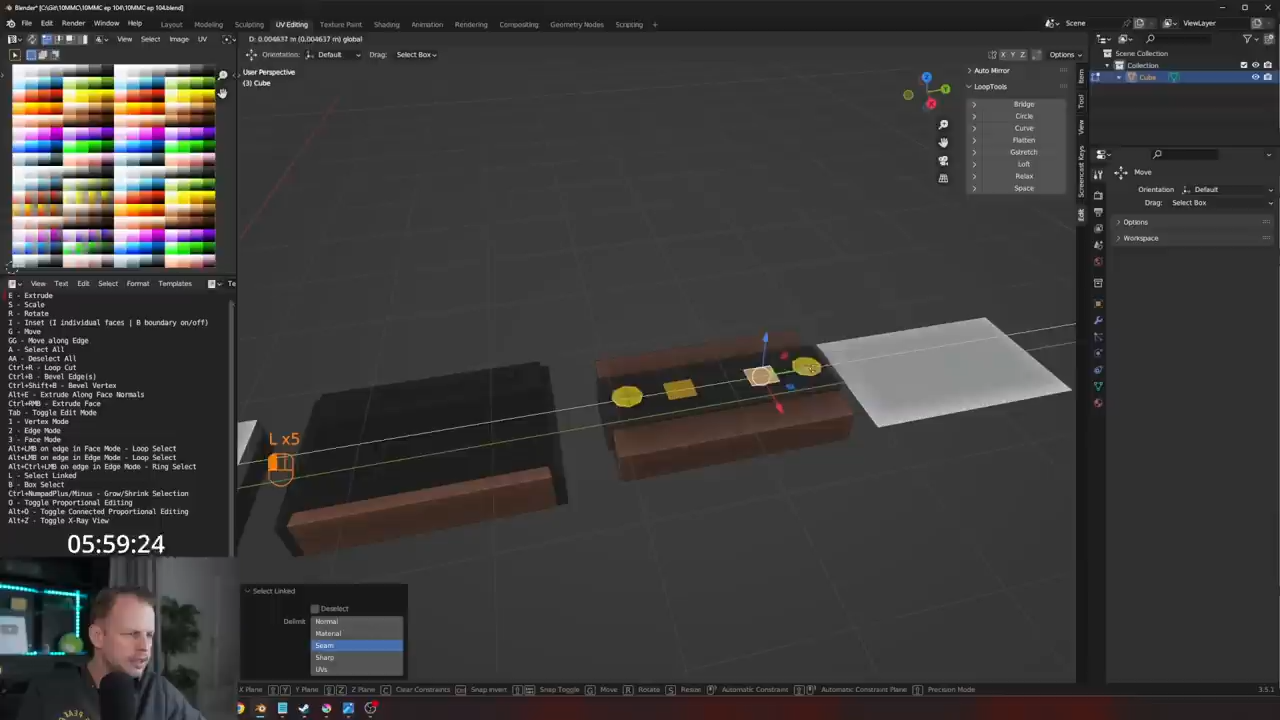 Blender* [C:\Git\10MMC\10MMC ep 104\10MMC.blend]
File Edit Render Window Help
Layout Modeling Sculpting UV Editing Texture Paint Shading Animation Rendering Compositing Geometry Nodes Scripting +
Scene
ViewLayer
View Select Image UV
D: 0.004637 m (0.004637 m) global
Orientation: Default Drag: Select Box
X Y Z Options
User Perspective
(3) Cube
Auto Mirror
LoopTools
Bridge
Circle
Curve
Flatten
Gstretch
Loft
Relax
Space
Item
Tool
View
Screencast Keys
Edit
Scene Collection
Collection
Cube
Move
Orientation Default
Drag: Select Box
Options
Workspace
View Text Edit Select Format Templates Te
E - Extrude
S - Scale
R - Rotate
I - Inset (I individual faces | B boundary on/off)
G - Move
GG - Move along Edge
A - Select All
AA - Deselect All
Ctrl+R - Loop Cut
Ctrl+B - Bevel Edge(s)
Ctrl+Shift+B - Bevel Vertex
Alt+E - Extrude Along Face Normals
Ctrl+RMB - Extrude Face
Tab - Toggle Edit Mode
1 - Vertex Mode
2 - Edge Mode
3 - Face Mode
Alt+LMB on edge in Face Mode - Loop Select
Alt+LMB on edge in Edge Mode - Loop Select
Alt+Ctrl+LMB on edge in Edge Mode - Ring Select
L - Select Linked
B - Box Select
Ctrl+NumpadPlus/Minus - Grow/Shrink Selection
O - Toggle Proportional Editing
Alt+O - Toggle Connected Proportional Editing
Alt+Z - Toggle X-Ray View
L x5
05:59:24
Select Linked
Deselect
Delimit Normal
Material
Seam
Sharp
UVs
X Plane Y Plane Z Plane Clear Constraints Snap Invert Snap Toggle G Move R Rotate S Resize Automatic Constraint Automatic Constraint Plane Precision Mode
3.5.1